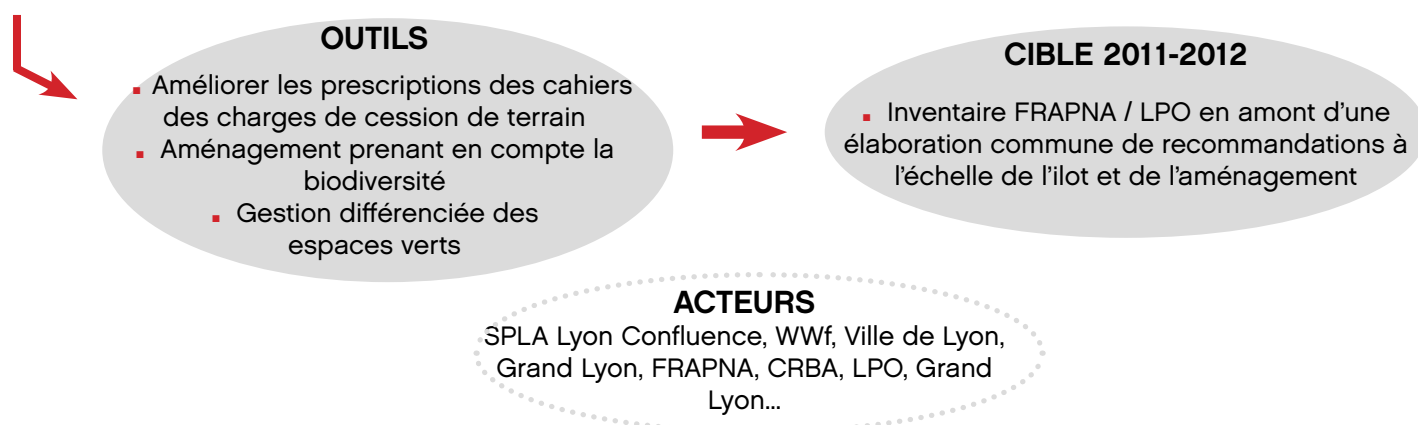 OUTILS
▪ Améliorer les prescriptions des cahiers
des charges de cession de terrain
▪ Aménagement prenant en compte la
biodiversité
▪ Gestion différenciée des
espaces verts
CIBLE 2011-2012
▪ Inventaire FRAPNA / LPO en amont d’une
élaboration commune de recommandations à
l’échelle de l’ilot et de l’aménagement
ACTEURS
SPLA Lyon Confluence, WWf, Ville de Lyon,
Grand Lyon, FRAPNA, CRBA, LPO, Grand
Lyon...